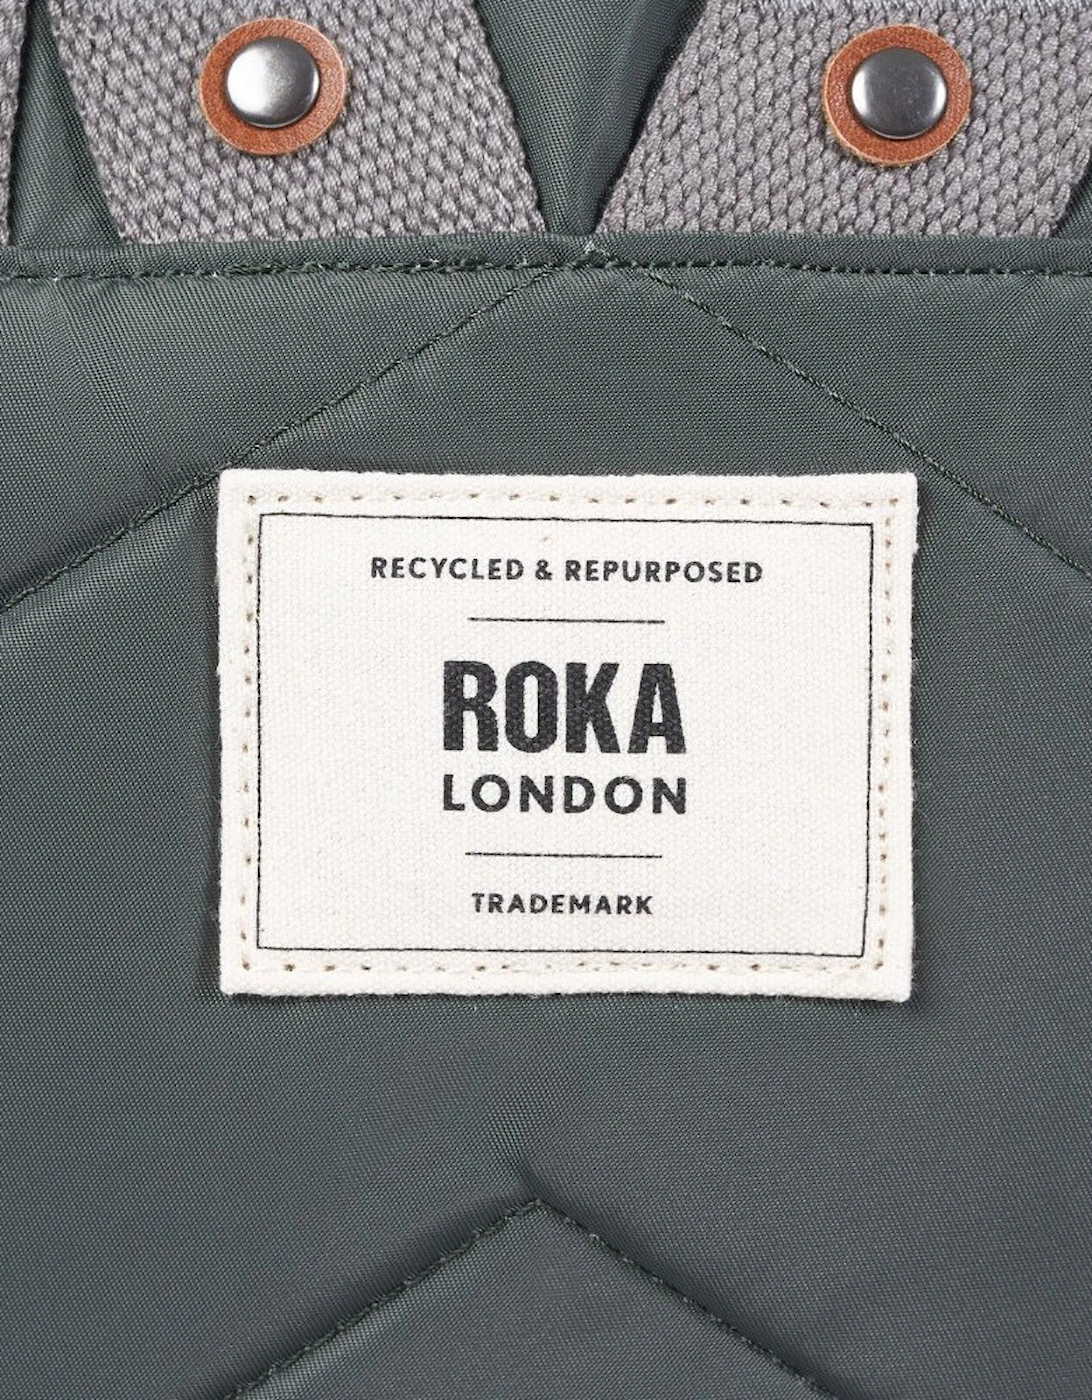 RECYCLED & REPURPOSED
ROKA
LONDON
TRADEMARK